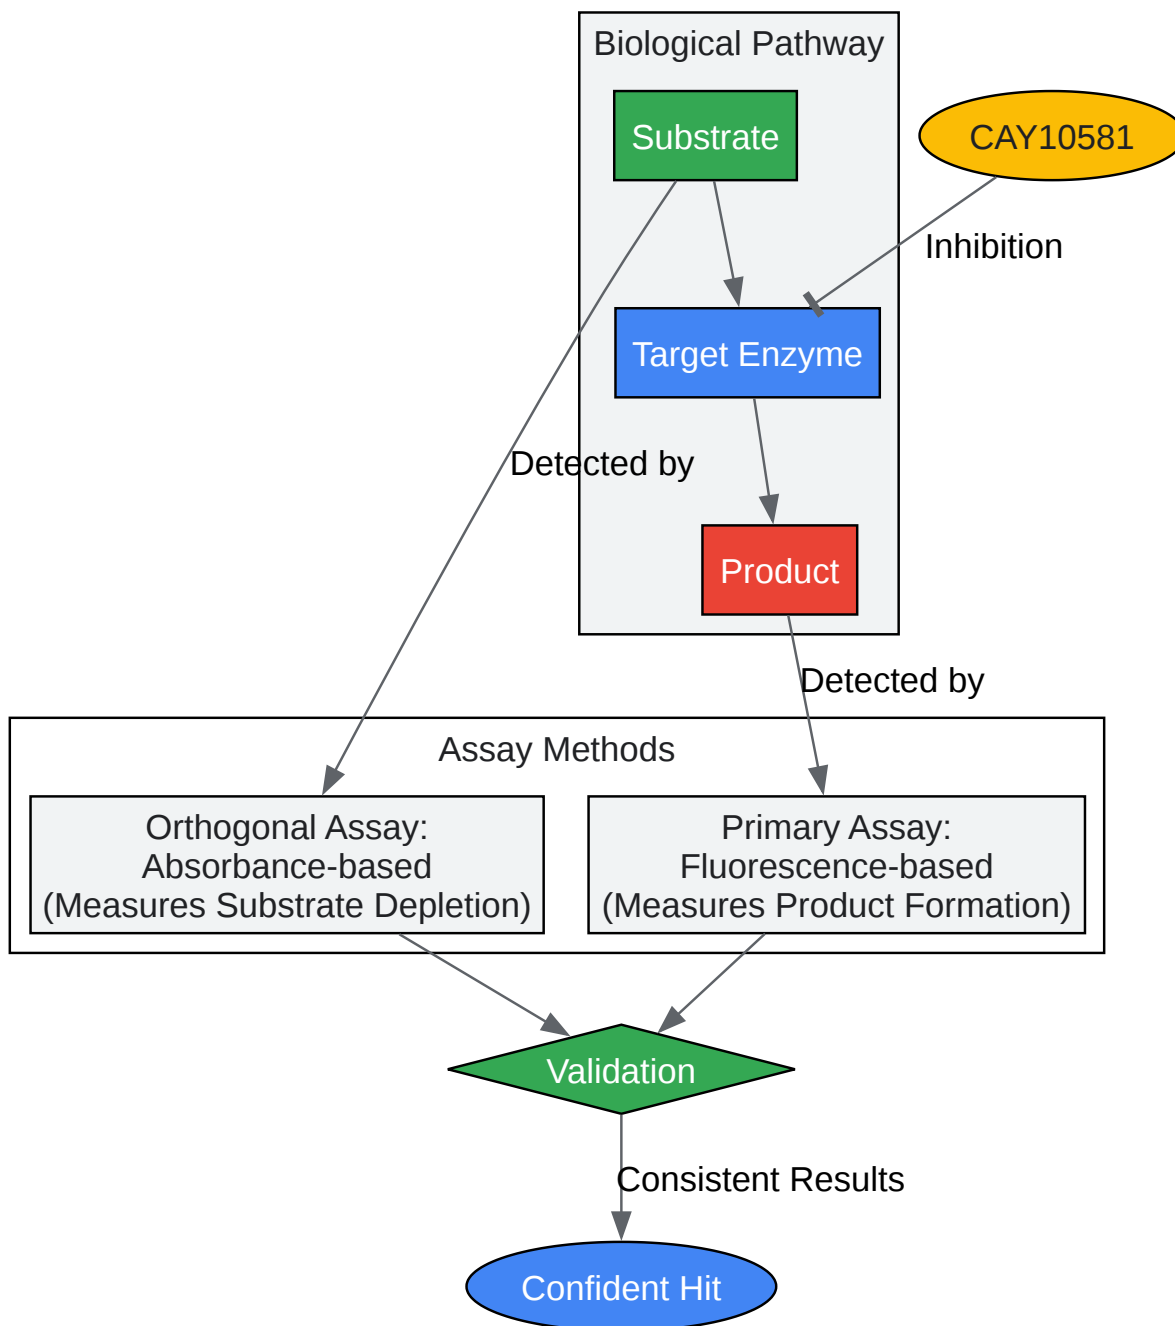 Biological Pathway
Substrate
CAY10581
Inhibition
Target Enzyme
Detected by
Product
Detected by
Assay Methods
Orthogonal Assay:
Absorbance-based
(Measures Substrate Depletion)
Primary Assay:
Fluorescence-based
(Measures Product Formation)
Validation
Consistent Results
Confident Hit